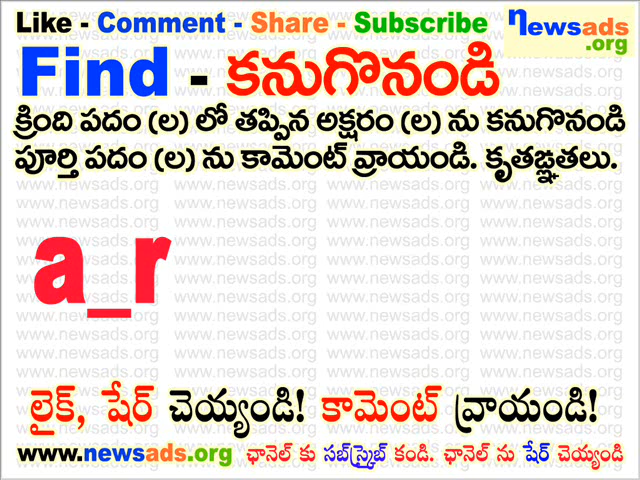 Like - Comment - Share - Subscribe
newsads
.org
Find - కనుగొనండి
క్రింది పదం (ల) లో తప్పిన అక్షరం (ల) ను కనుగొనండి
పూర్తి పదం (ల) ను కామెంట్ వ్రాయండి. కృతఙ్ఞతలు.
a_r
లైక్, షేర్ చెయ్యండి! కామెంట్ వ్రాయండి!
www.newsads.org ఛానెల్ కు సబ్‌స్క్రైబ్ కండి. ఛానెల్ ను షేర్ చెయ్యండి